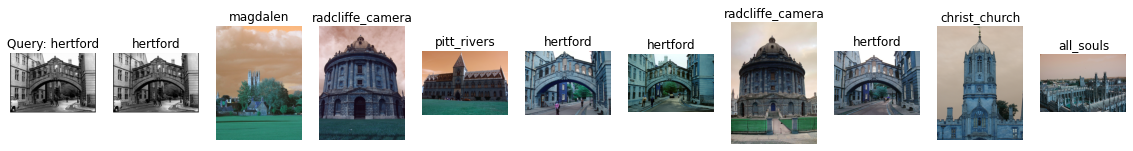 Query: hertford
hertford
magdalen
radcliffe_camera
pitt_rivers
hertford
hertford
radcliffe_camera
hertford
christ_church
all_souls